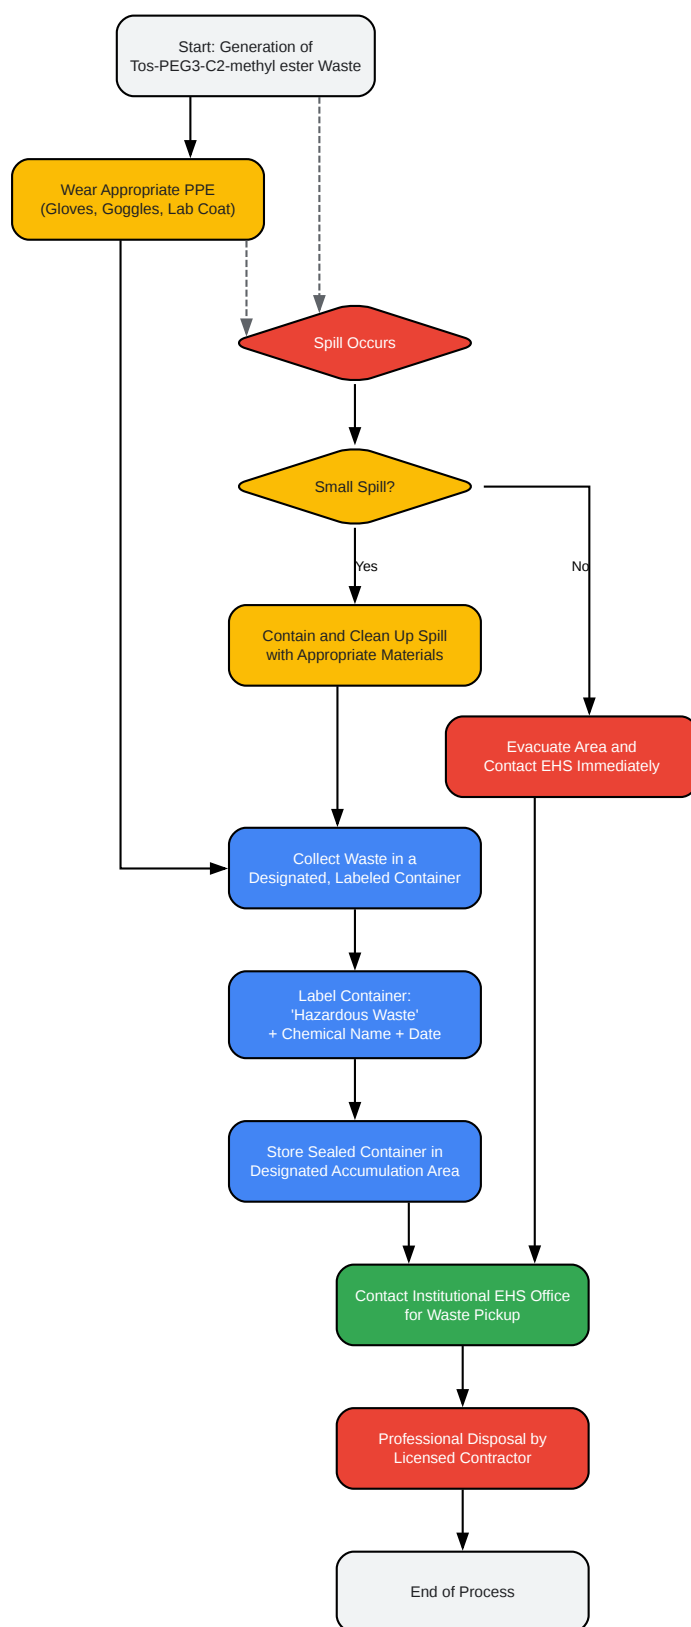 Start: Generation of
Tos-PEG3-C2-methyl ester Waste
Wear Appropriate PPE
(Gloves, Goggles, Lab Coat)
Spill Occurs
Small Spill?
Yes
No
Contain and Clean Up Spill
with Appropriate Materials
Evacuate Area and
Contact EHS Immediately
Collect Waste in a
Designated, Labeled Container
Label Container:
'Hazardous Waste'
+ Chemical Name + Date
Store Sealed Container in
Designated Accumulation Area
Contact Institutional EHS Office
for Waste Pickup
Professional Disposal by
Licensed Contractor
End of Process